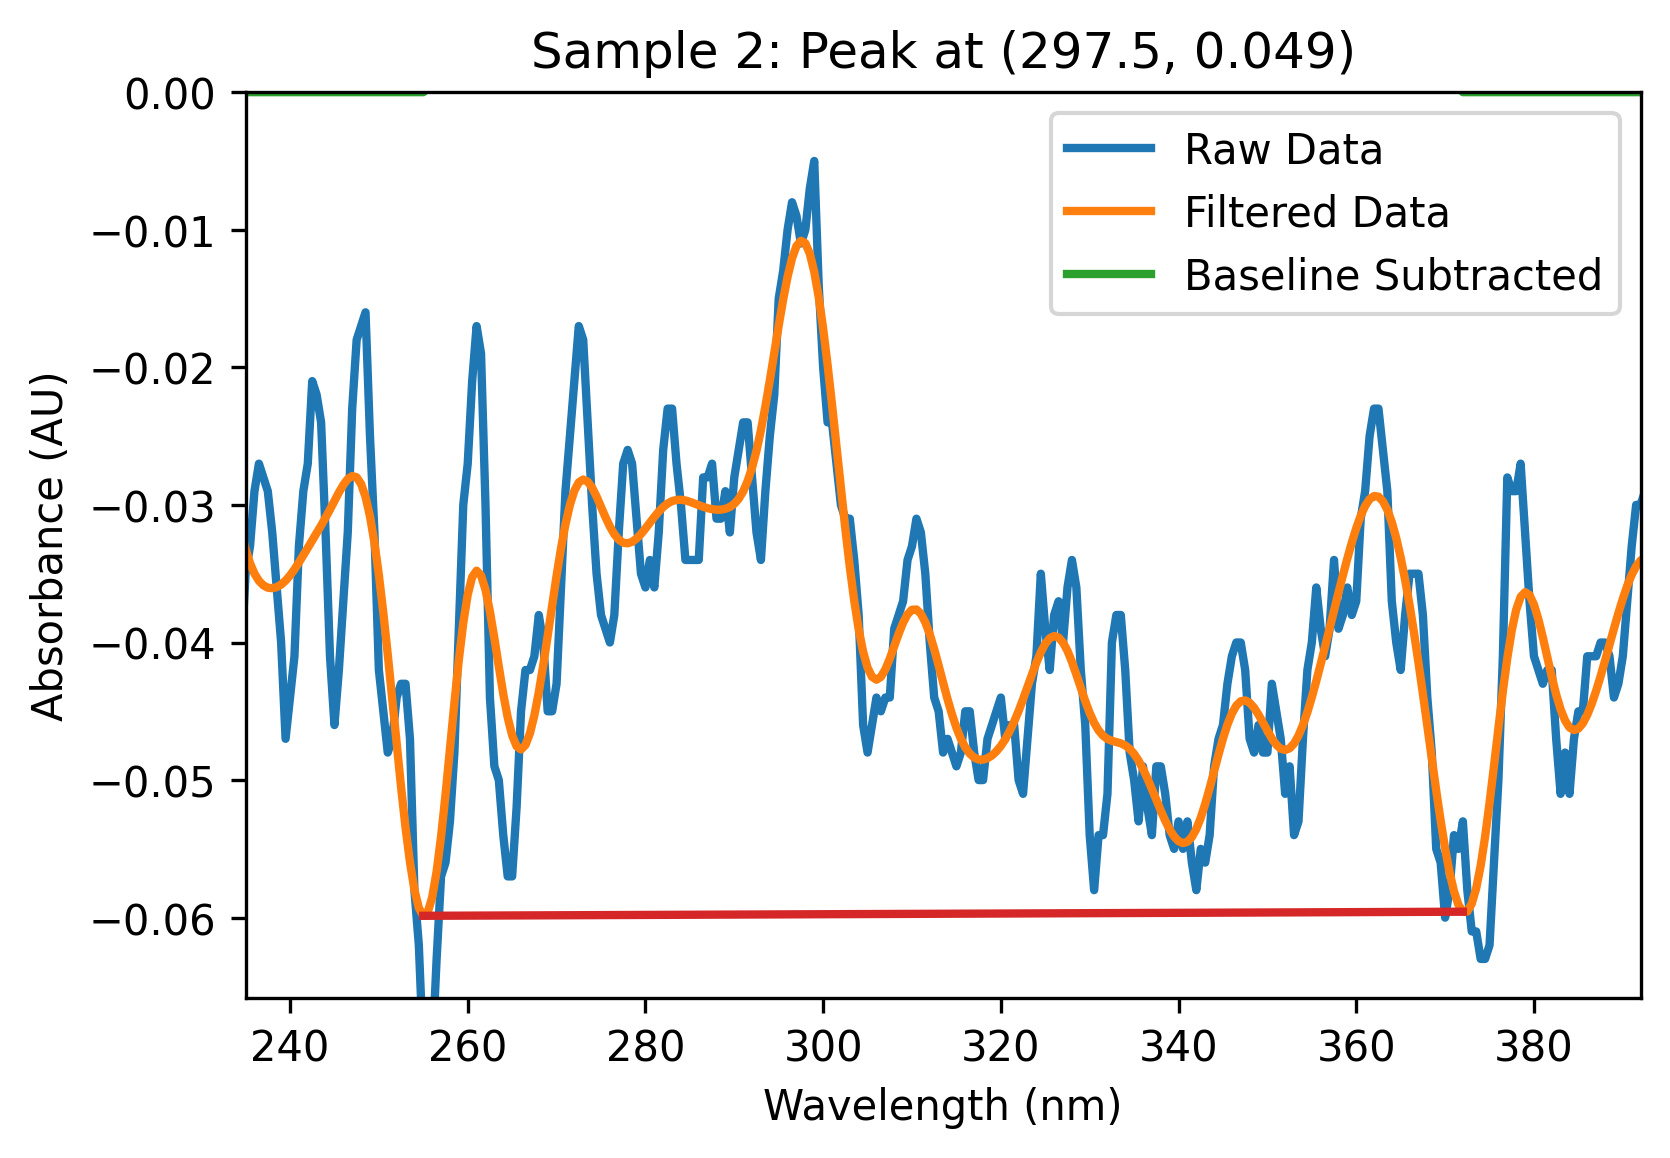 Sample 2: Peak at (297.5, 0.049)
0.00
−0.01
−0.02
−0.03
−0.04
−0.05
−0.06
Absorbance (AU)
Raw Data
Filtered Data
Baseline Subtracted
240 260 280 300 320 340 360 380
Wavelength (nm)